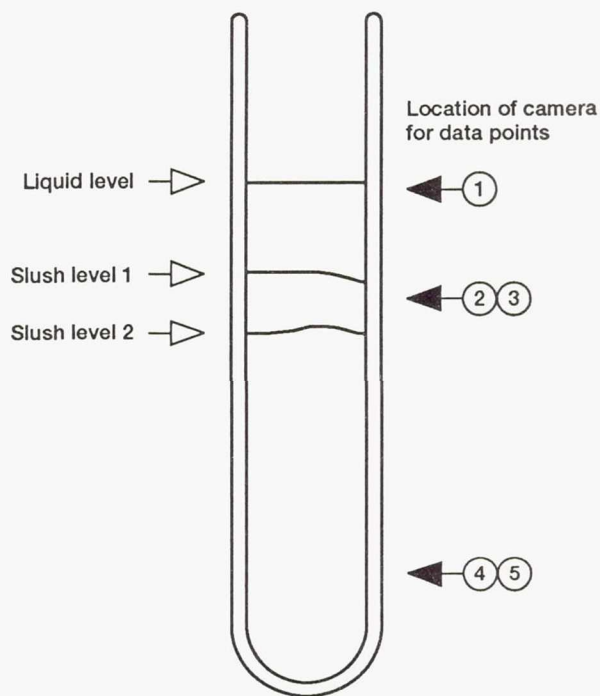 Location of camera
for data points
Liquid level
1
Slush level 1
2 3
Slush level 2
4 5